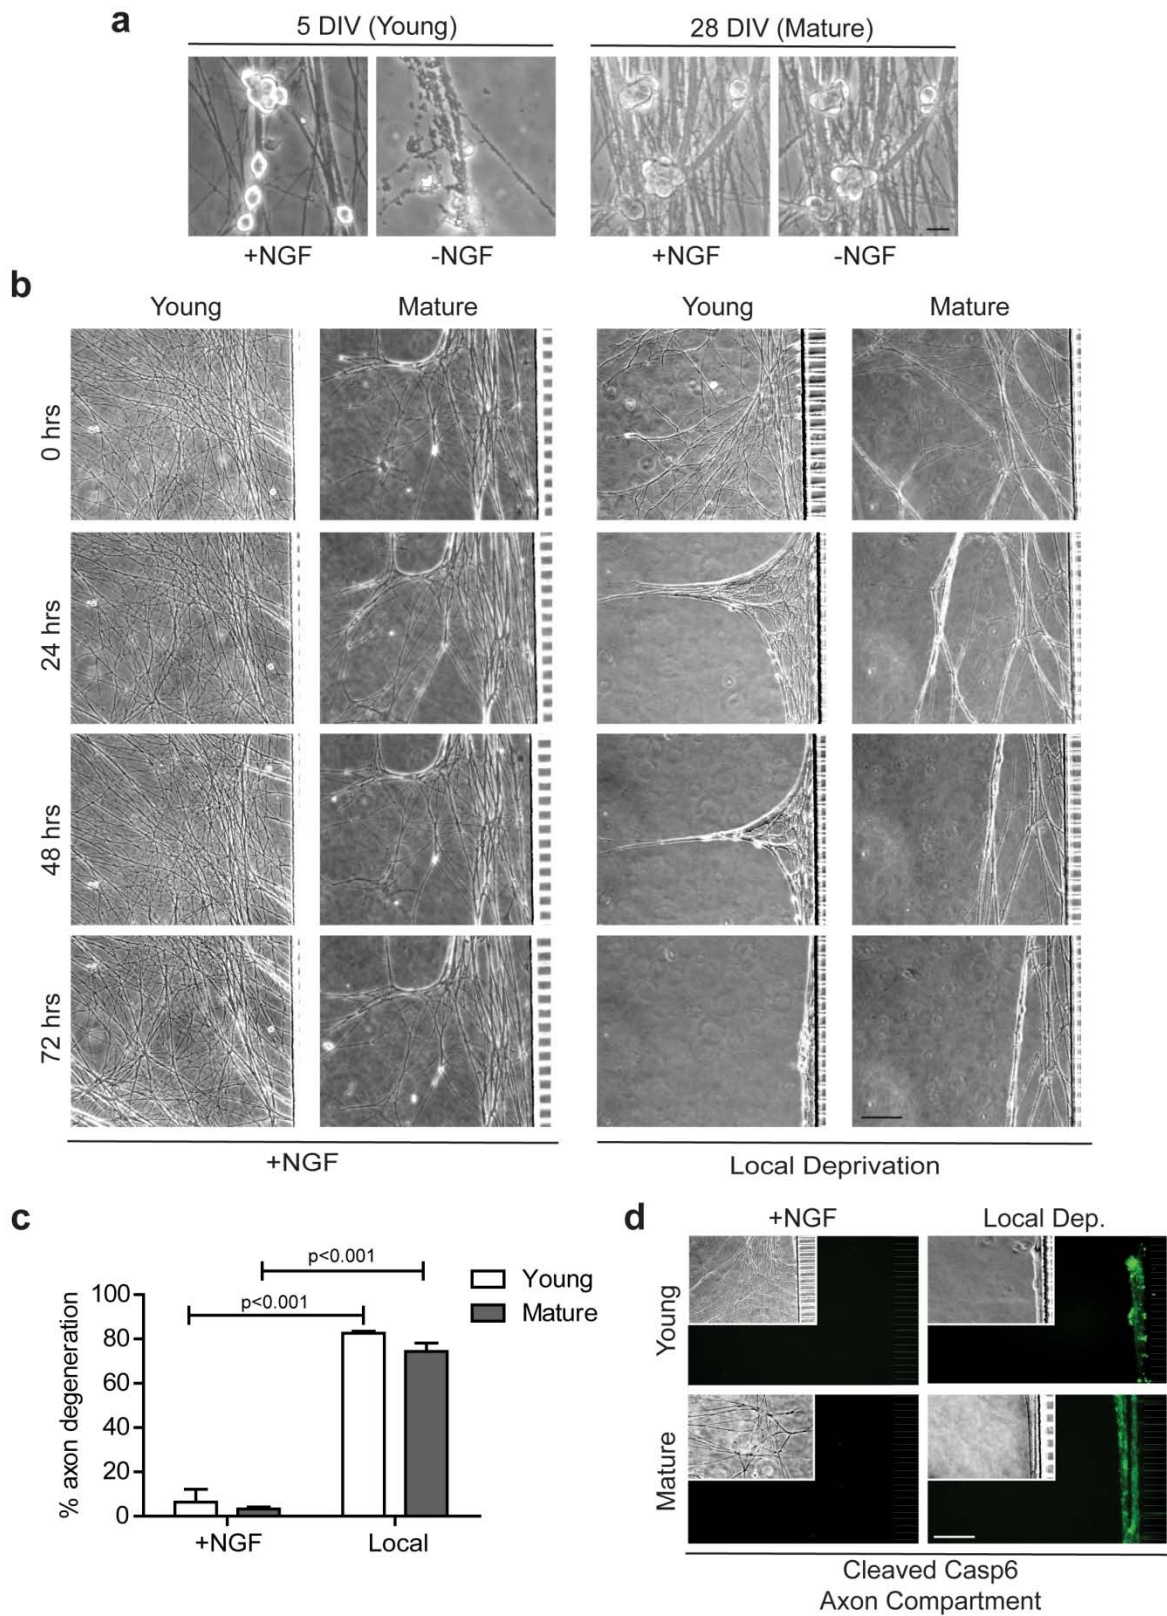 a
5 DIV (Young)
28 DIV (Mature)
+NGF
-NGF
+NGF
-NGF
b
Young
Mature
Young
Mature
0 hrs
24 hrs
48 hrs
72 hrs
+NGF
Local Deprivation
c
p<0.001
p<0.001
Young
Mature
% axon degeneration
100
80
60
40
20
0
+NGF
Local
d
+NGF
Local Dep.
Young
Mature
Cleaved Casp6
Axon Compartment